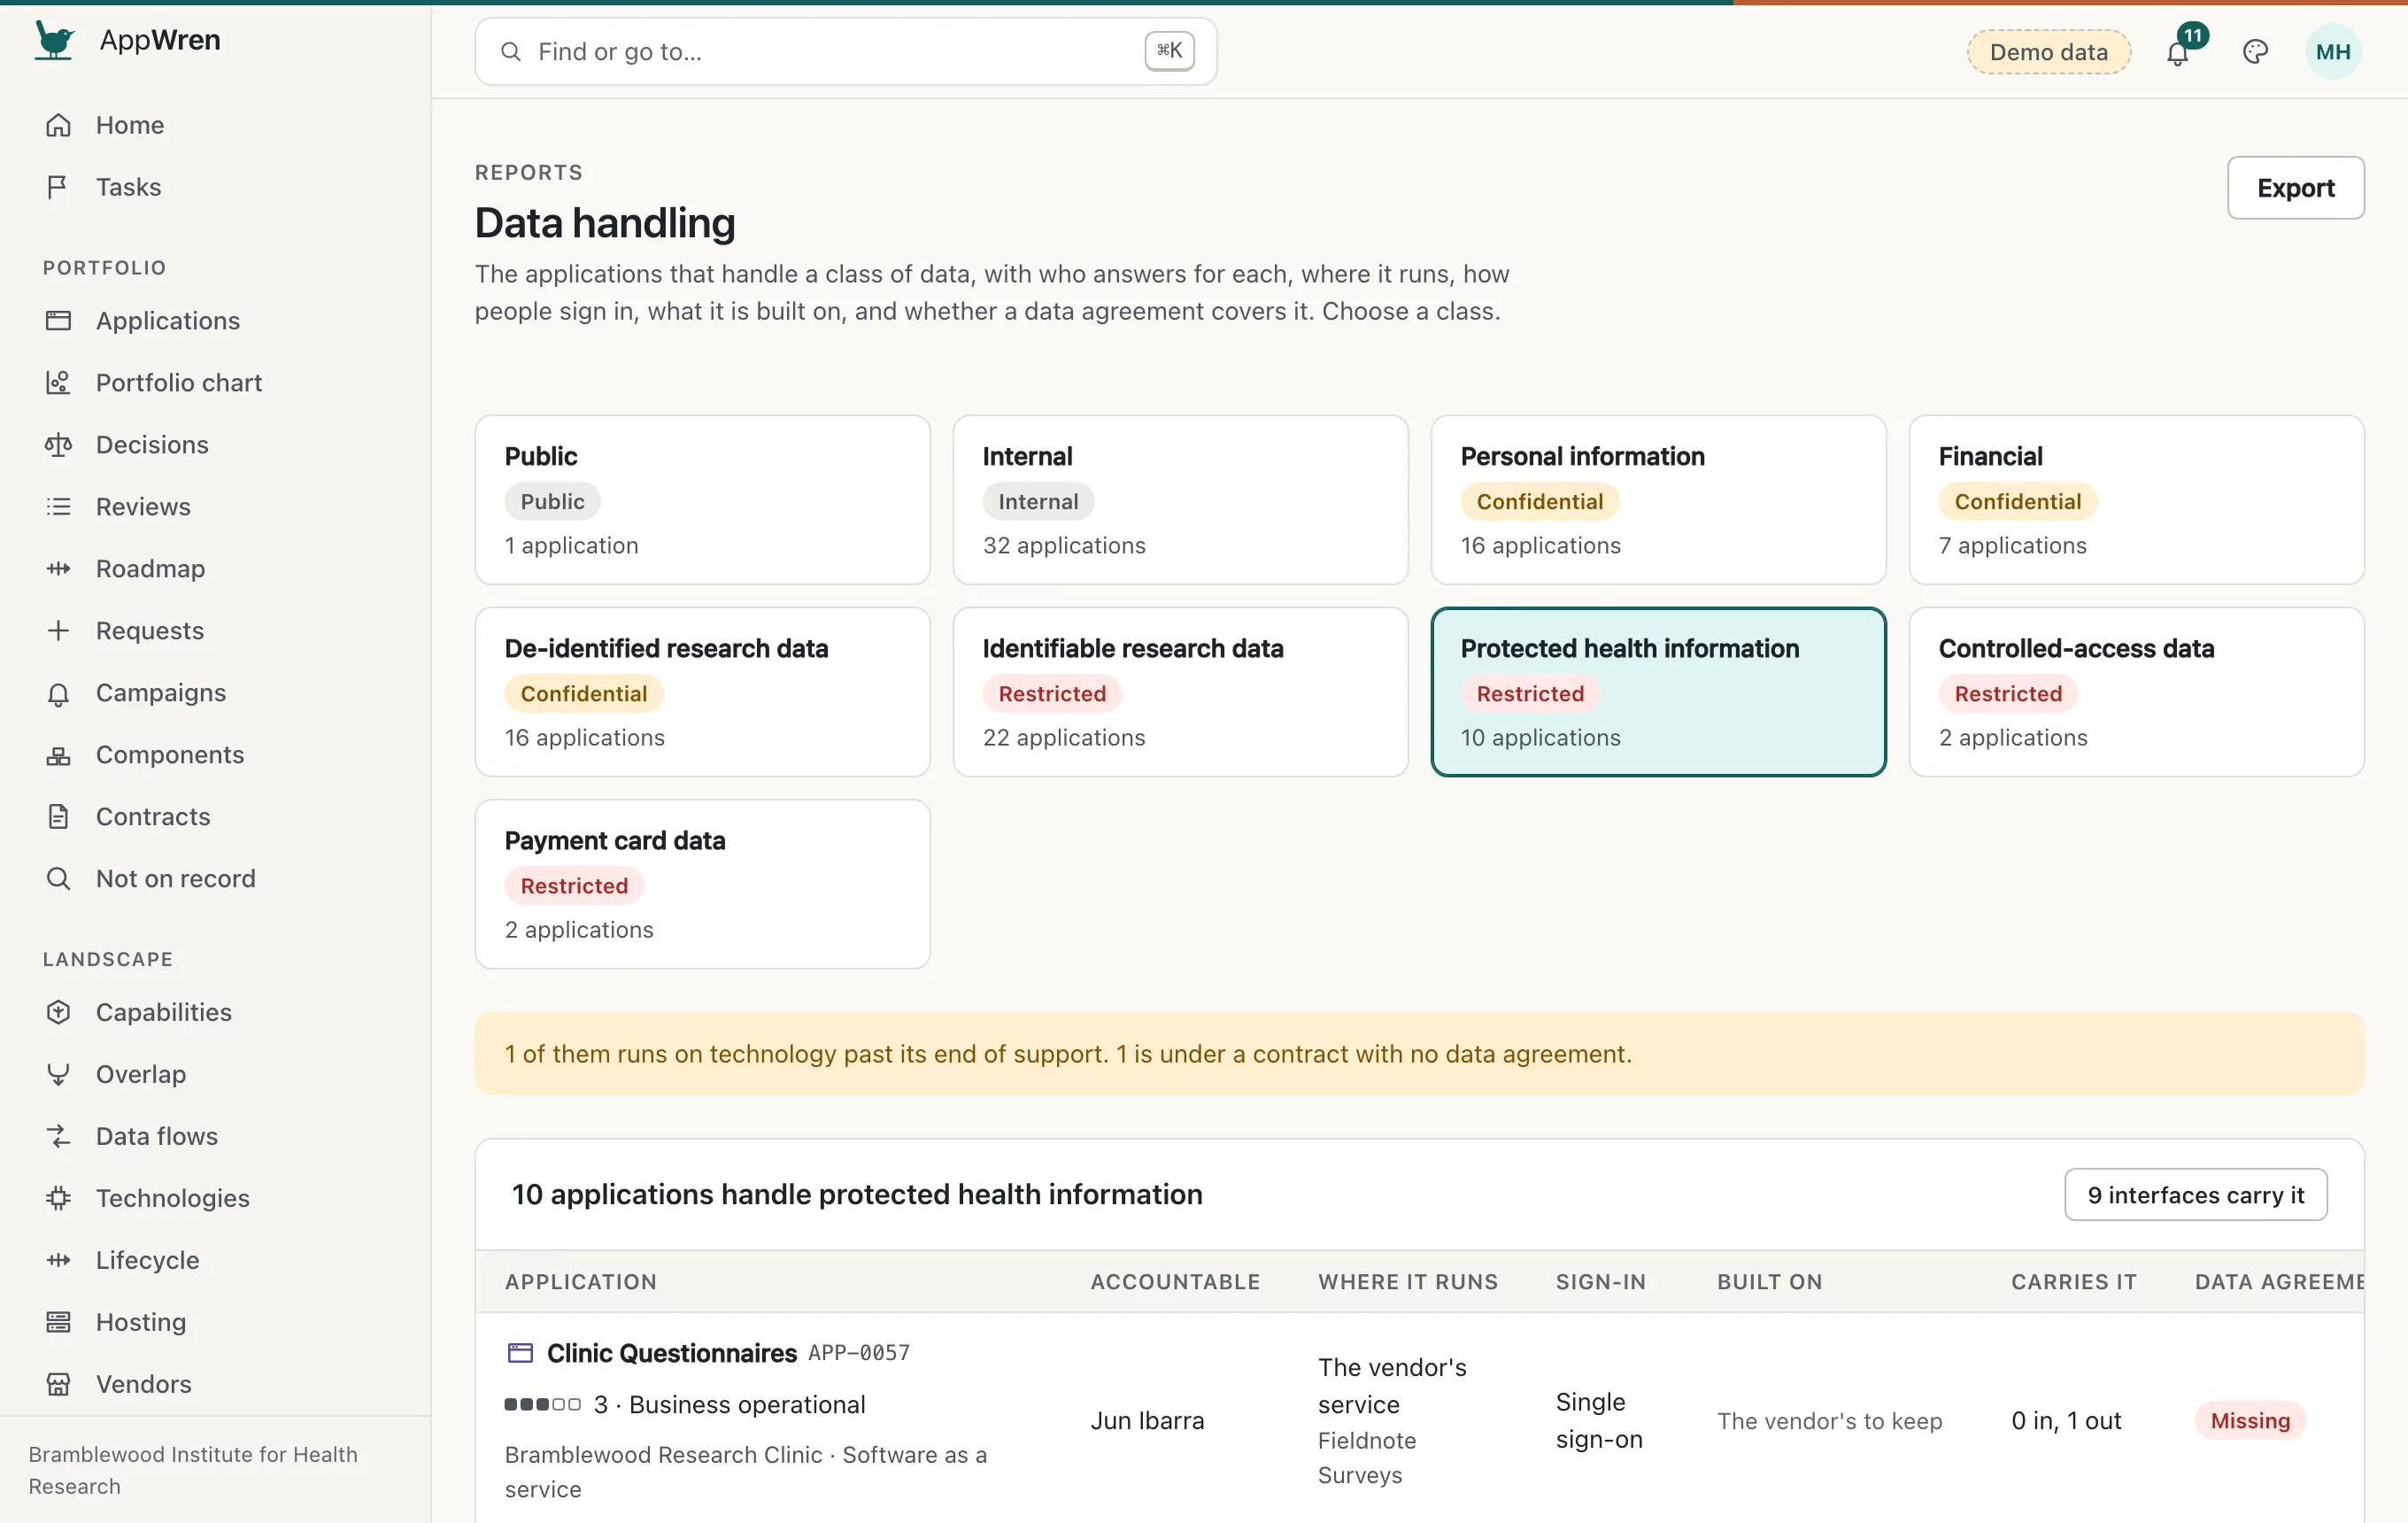 AppWren
Find or go to...
⌘K
Demo data
11
MH
Home
Tasks
PORTFOLIO
Applications
Portfolio chart
Decisions
Reviews
Roadmap
Requests
Campaigns
Components
Contracts
Not on record
LANDSCAPE
Capabilities
Overlap
Data flows
Technologies
Lifecycle
Hosting
Vendors
Bramblewood Institute for Health
Research
REPORTS
Data handling
Export
The applications that handle a class of data, with who answers for each, where it runs, how
people sign in, what it is built on, and whether a data agreement covers it. Choose a class.
Public
Public
1 application
Internal
Internal
32 applications
Personal information
Confidential
16 applications
Financial
Confidential
7 applications
De-identified research data
Confidential
16 applications
Identifiable research data
Restricted
22 applications
Protected health information
Restricted
10 applications
Controlled-access data
Restricted
2 applications
Payment card data
Restricted
2 applications
1 of them runs on technology past its end of support. 1 is under a contract with no data agreement.
10 applications handle protected health information
9 interfaces carry it
APPLICATION ACCOUNTABLE WHERE IT RUNS SIGN-IN BUILT ON CARRIES IT DATA AGREEME
Clinic Questionnaires APP-0057
3 · Business operational
Bramblewood Research Clinic · Software as a
service
Jun Ibarra
The vendor's
service
Fieldnote
Surveys
Single
sign-on
The vendor's to keep
0 in, 1 out
Missing